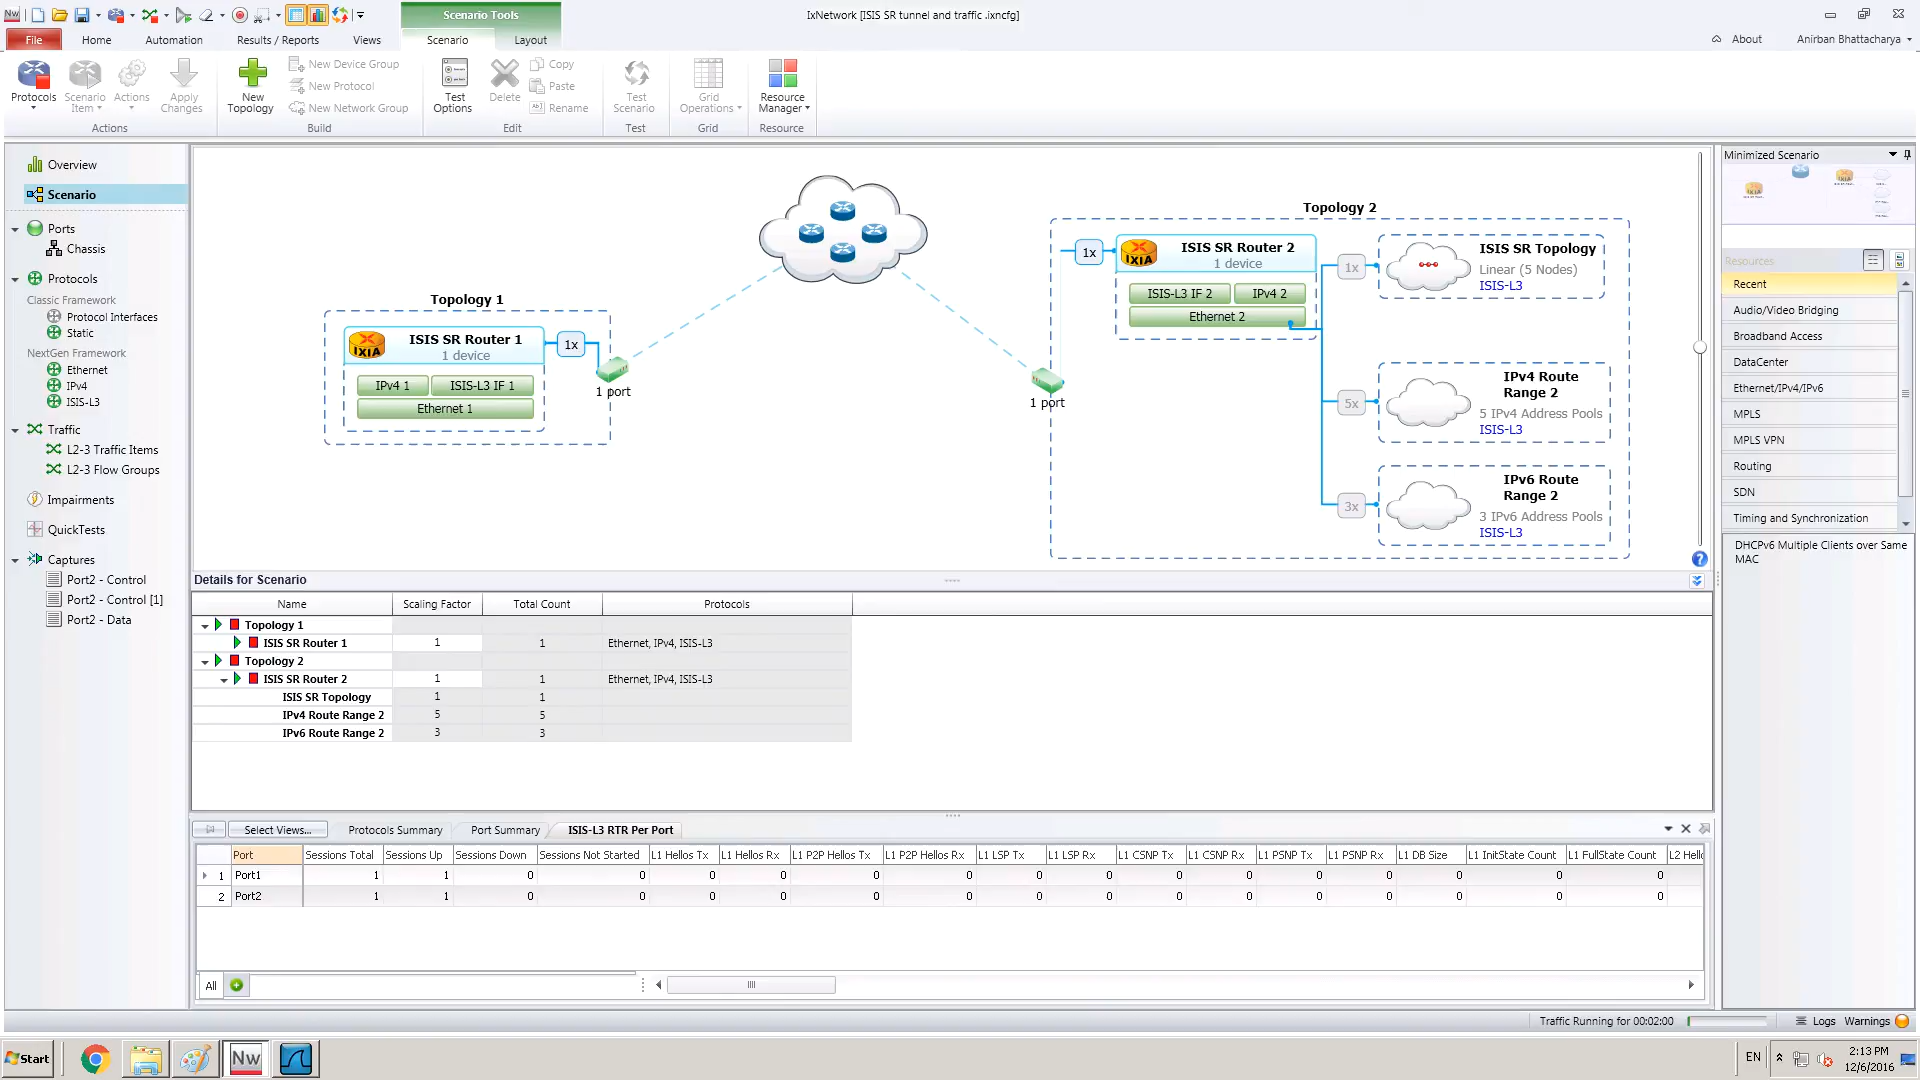 Scenario Tools
IxNetwork [ISIS SR tunnel and traffic .ixncfg]
File Home Automation Results / Reports Views Scenario Layout
About Anirban Bhattacharya
Protocols
Scenario Item
Actions
Apply Changes
New Topology
New Device Group
New Protocol
New Network Group
Test Options
Delete
Copy
Paste
Rename
Test Scenario
Grid Operations
Resource Manager
Actions Build Edit Test Grid Resource
Overview
Scenario
Ports
Chassis
Protocols
Classic Framework
Protocol Interfaces
Static
NextGen Framework
Ethernet
IPv4
ISIS-L3
Traffic
L2-3 Traffic Items
L2-3 Flow Groups
Impairments
QuickTests
Captures
Port2 - Control
Port2 - Control [1]
Port2 - Data
Topology 1
IXIA
ISIS SR Router 1
1 device
1x
IPv4 1 ISIS-L3 IF 1
Ethernet 1
1 port
1 port
Topology 2
1x
IXIA
ISIS SR Router 2
1 device
ISIS-L3 IF 2 IPv4 2
Ethernet 2
1x
ISIS SR Topology
Linear (5 Nodes)
ISIS-L3
5x
IPv4 Route
Range 2
5 IPv4 Address Pools
ISIS-L3
3x
IPv6 Route
Range 2
3 IPv6 Address Pools
ISIS-L3
Minimized Scenario
Resources
Recent
Audio/Video Bridging
Broadband Access
DataCenter
Ethernet/IPv4/IPv6
MPLS
MPLS VPN
Routing
SDN
Timing and Synchronization
DHCPv6 Multiple Clients over Same
MAC
Details for Scenario
Name Scaling Factor Total Count Protocols
Topology 1
ISIS SR Router 1 1 1 Ethernet, IPv4, ISIS-L3
Topology 2
ISIS SR Router 2 1 1 Ethernet, IPv4, ISIS-L3
ISIS SR Topology 1 1
IPv4 Route Range 2 5 5
IPv6 Route Range 2 3 3
Select Views... Protocols Summary Port Summary ISIS-L3 RTR Per Port
Port Sessions Total Sessions Up Sessions Down Sessions Not Started L1 Hellos Tx L1 Hellos Rx L1 P2P Hellos Tx L1 P2P Hellos Rx L1 LSP Tx L1 LSP Rx L1 CSNP Tx L1 CSNP Rx L1 PSNP Tx L1 PSNP Rx L1 DB Size L1 InitState Count L1 FullState Count L2 Hell
1 Port1 1 1 0 0 0 0 0 0 0 0 0 0 0 0 0 0 0
2 Port2 1 1 0 0 0 0 0 0 0 0 0 0 0 0 0 0 0
All
Traffic Running for 00:02:00 Logs Warnings
Start
Nw
EN
2:13 PM
12/6/2016